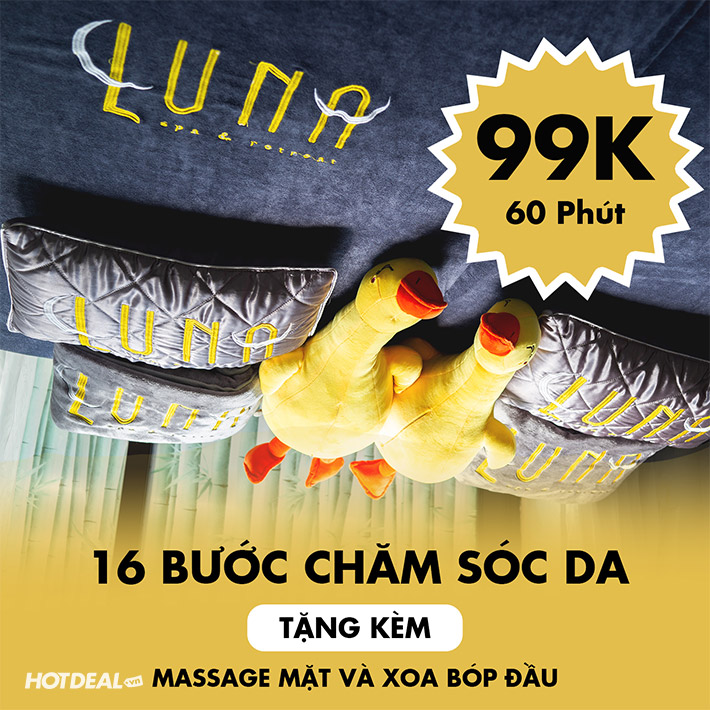 LUNA
spa & retreat
99K
60 Phút
LUNA
LUNA
LUNA
LUNA
16 BƯỚC CHĂM SÓC DA
TẶNG KÈM
MASSAGE MẶT VÀ XOA BÓP ĐẦU
HOTDEAL.vn